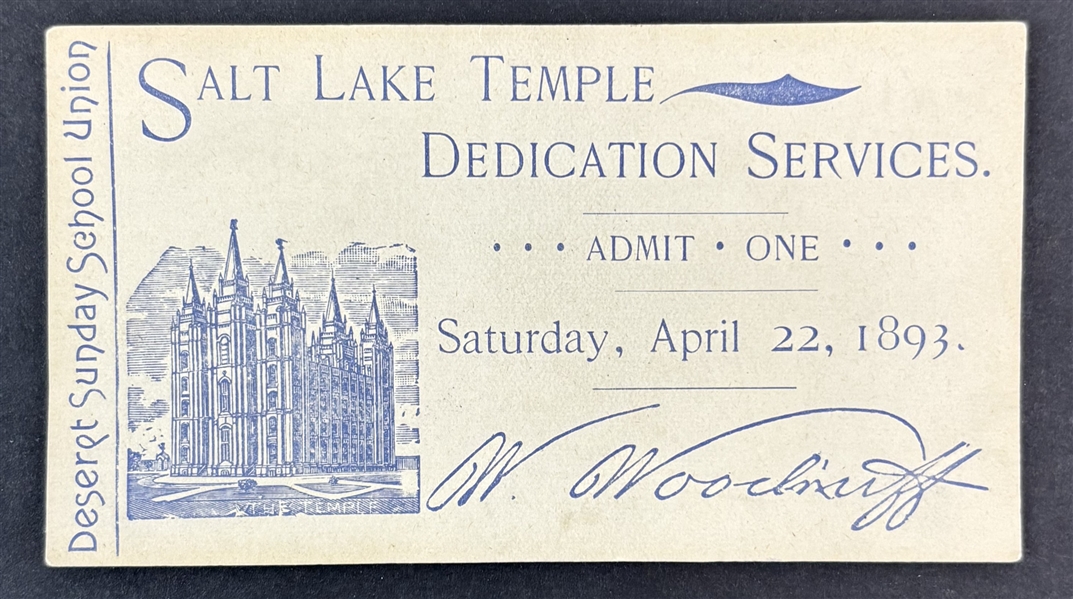 Deseret Sunday School Union
SALT LAKE TEMPLE
DEDICATION SERVICES.
• • • ADMIT • ONE • • •
Saturday, April 22, 1893.
THE TEMPLE
W. Woodruff